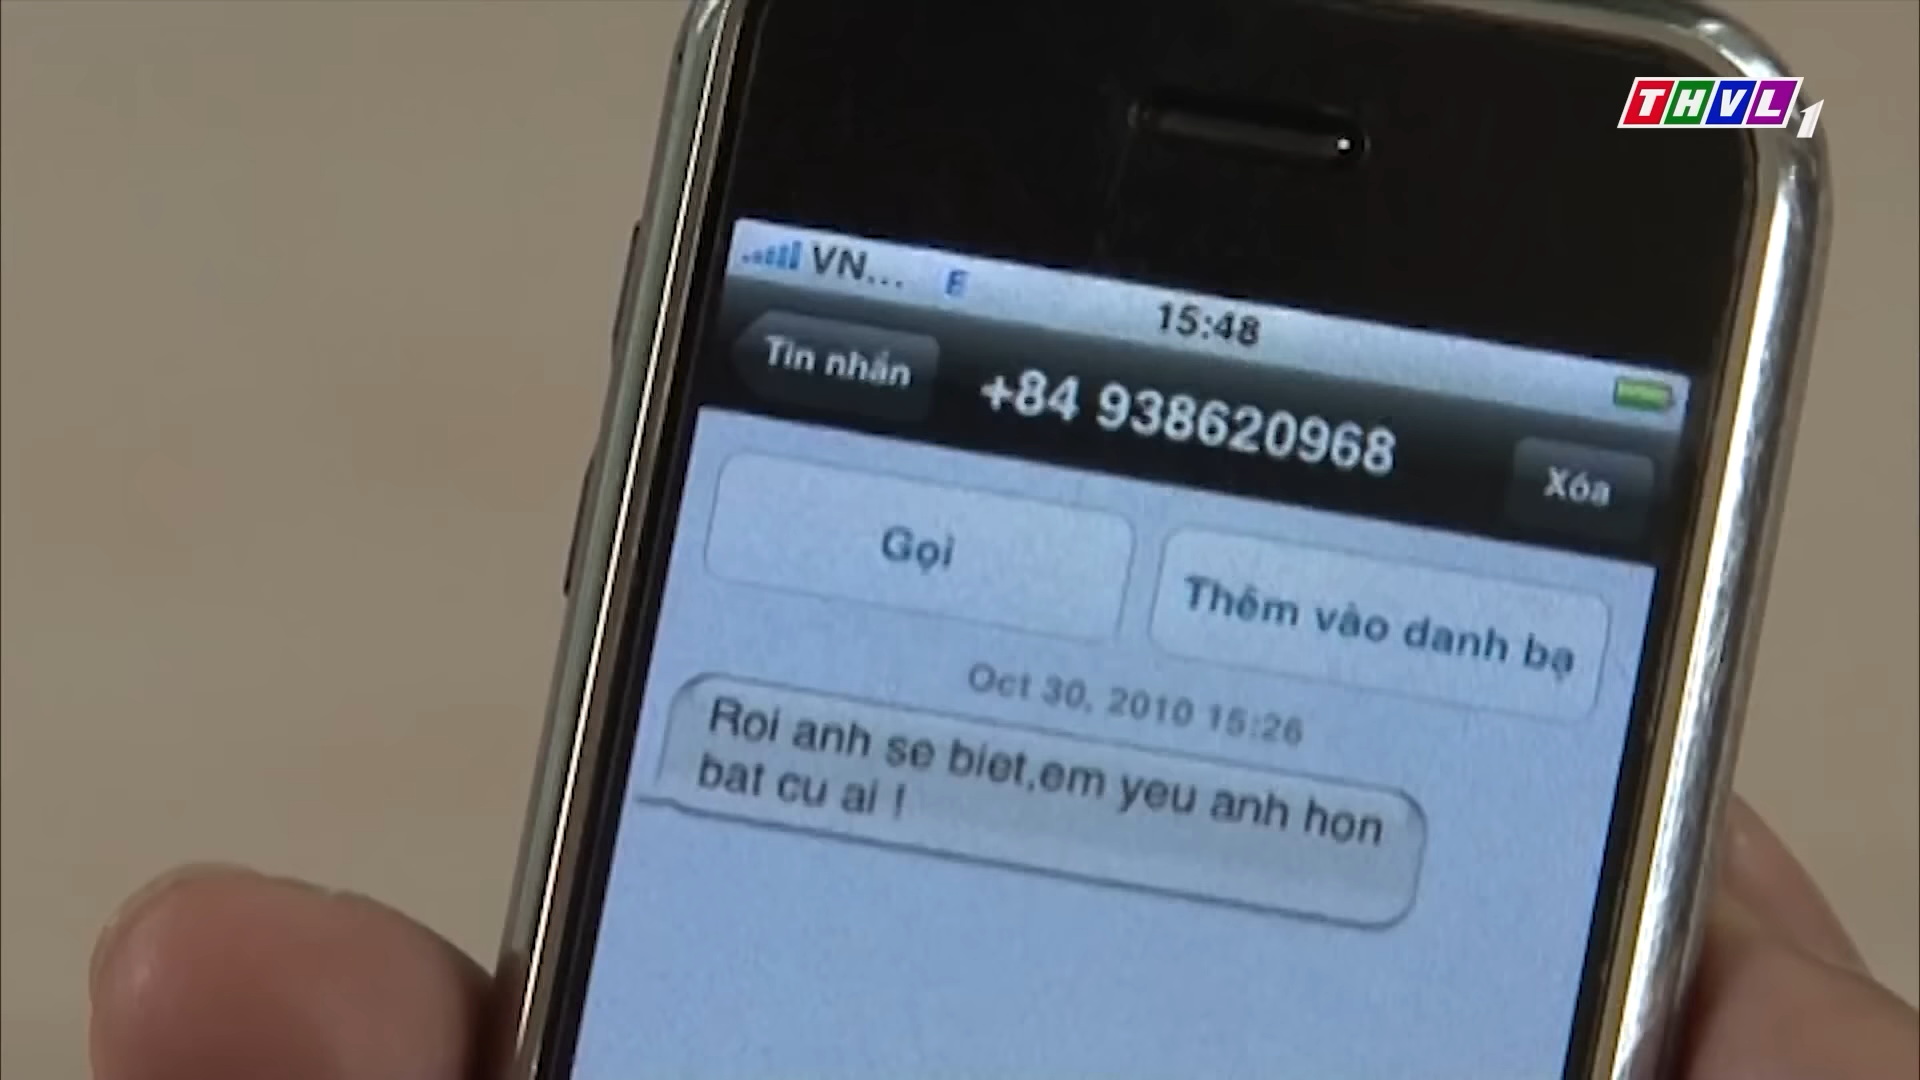 THVL1
VN... E
15:48
Tin nhắn
+84 938620968
Xóa
Gọi
Thêm vào danh bạ
Oct 30, 2010 15:26
Roi anh se biet,em yeu anh hon
bat cu ai !